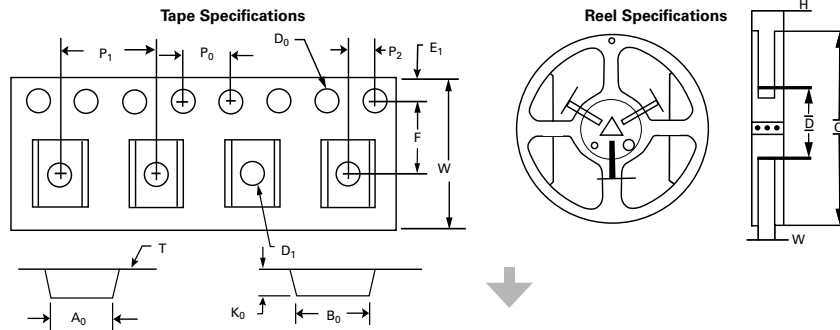 Tape Specifications
Reel Specifications
H
P₁
P₀
D₀
P₂
E₁
F
W
D
C
D₁
T
W
A₀
K₀
B₀